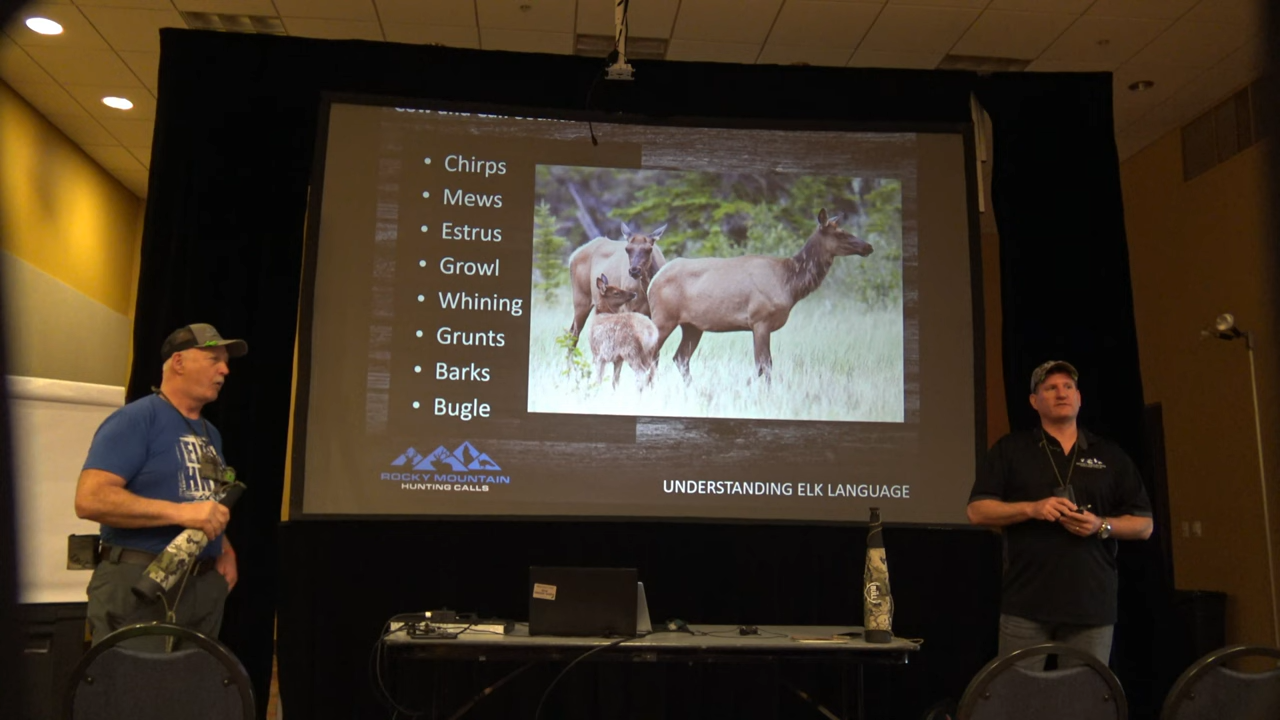 • Chirps
• Mews
• Estrus
• Growl
• Whining
• Grunts
• Barks
• Bugle
ROCKY MOUNTAIN
HUNTING CALLS
UNDERSTANDING ELK LANGUAGE